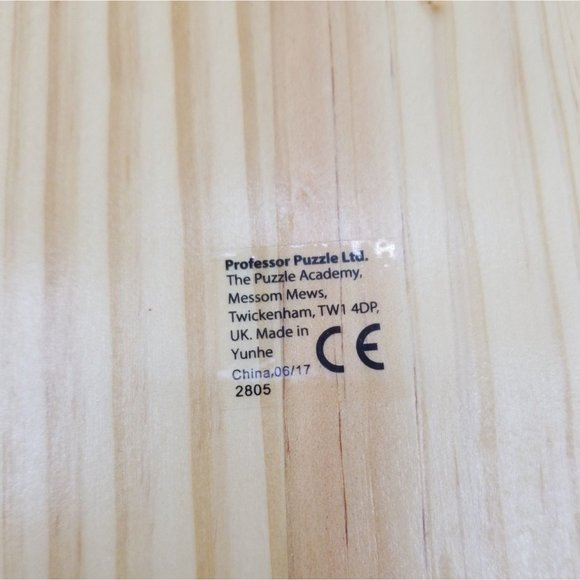 Professor Puzzle Ltd.
The Puzzle Academy,
Messom Mews,
Twickenham, TW1 4DP,
UK. Made in
Yunhe
China,06/17
2805
CE